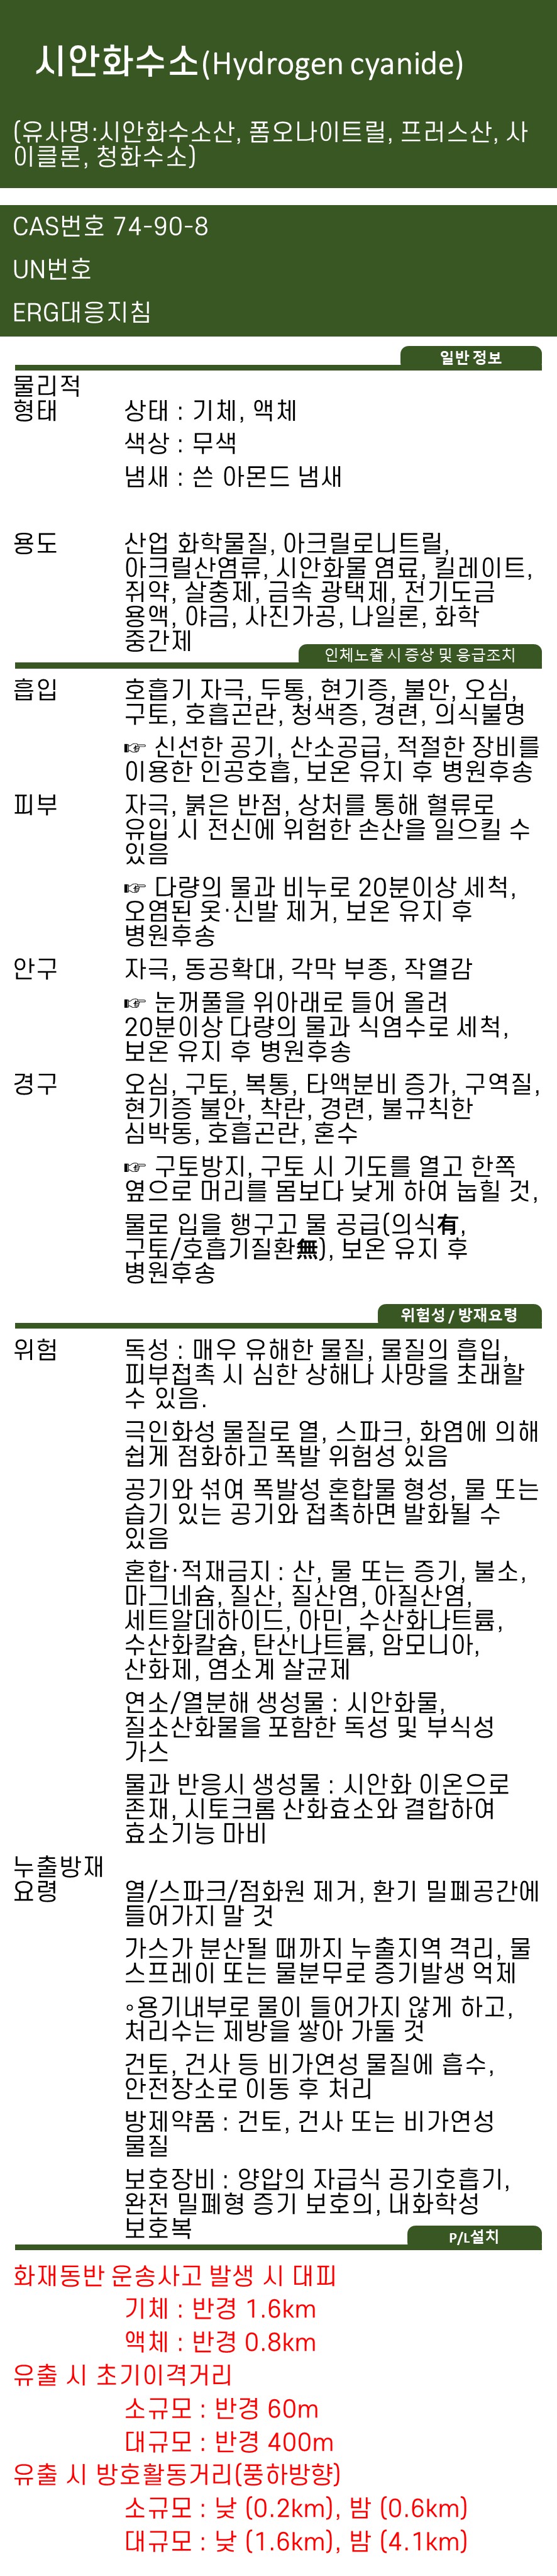 시안화수소(Hydrogen cyanide)
(유사명:시안화수소산, 폼오나이트릴, 프러스산, 사
이클론, 청화수소)
CAS번호 74-90-8
UN번호
ERG대응지침
일반 정보
물리적
형태
상태 : 기체, 액체
색상 : 무색
냄새 : 쓴 아몬드 냄새
용도
산업 화학물질, 아크릴로니트릴,
아크릴산염류, 시안화물 염료, 킬레이트,
쥐약, 살충제, 금속 광택제, 전기도금
용액, 야금, 사진가공, 나일론, 화학
중간제
인체노출 시 증상 및 응급조치
흡입
호흡기 자극, 두통, 현기증, 불안, 오심,
구토, 호흡곤란, 청색증, 경련, 의식불명
☞ 신선한 공기, 산소공급, 적절한 장비를
이용한 인공호흡, 보온 유지 후 병원후송
피부
자극, 붉은 반점, 상처를 통해 혈류로
유입 시 전신에 위험한 손산을 일으킬 수
있음
☞ 다량의 물과 비누로 20분이상 세척,
오염된 옷·신발 제거, 보온 유지 후
병원후송
안구
자극, 동공확대, 각막 부종, 작열감
☞ 눈꺼풀을 위아래로 들어 올려
20분이상 다량의 물과 식염수로 세척,
보온 유지 후 병원후송
경구
오심, 구토, 복통, 타액분비 증가, 구역질,
현기증 불안, 착란, 경련, 불규칙한
심박동, 호흡곤란, 혼수
☞ 구토방지, 구토 시 기도를 열고 한쪽
옆으로 머리를 몸보다 낮게 하여 눕힐 것,
물로 입을 행구고 물 공급(의식有,
구토/호흡기질환無), 보온 유지 후
병원후송
위험성 / 방재요령
위험
독성 : 매우 유해한 물질, 물질의 흡입,
피부접촉 시 심한 상해나 사망을 초래할
수 있음.
극인화성 물질로 열, 스파크, 화염에 의해
쉽게 점화하고 폭발 위험성 있음
공기와 섞여 폭발성 혼합물 형성, 물 또는
습기 있는 공기와 접촉하면 발화될 수
있음
혼합·적재금지 : 산, 물 또는 증기, 불소,
마그네슘, 질산, 질산염, 아질산염,
세트알데하이드, 아민, 수산화나트륨,
수산화칼슘, 탄산나트륨, 암모니아,
산화제, 염소계 살균제
연소/열분해 생성물 : 시안화물,
질소산화물을 포함한 독성 및 부식성
가스
물과 반응시 생성물 : 시안화 이온으로
존재, 시토크롬 산화효소와 결합하여
효소기능 마비
누출방재
요령
열/스파크/점화원 제거, 환기 밀폐공간에
들어가지 말 것
가스가 분산될 때까지 누출지역 격리, 물
스프레이 또는 물분무로 증기발생 억제
∘용기내부로 물이 들어가지 않게 하고,
처리수는 제방을 쌓아 가둘 것
건토, 건사 등 비가연성 물질에 흡수,
안전장소로 이동 후 처리
방제약품 : 건토, 건사 또는 비가연성
물질
보호장비 : 양압의 자급식 공기호흡기,
완전 밀폐형 증기 보호의, 내화학성
보호복
P/L설치
화재동반 운송사고 발생 시 대피
기체 : 반경 1.6km
액체 : 반경 0.8km
유출 시 초기이격거리
소규모 : 반경 60m
대규모 : 반경 400m
유출 시 방호활동거리(풍하방향)
소규모 : 낮 (0.2km), 밤 (0.6km)
대규모 : 낮 (1.6km), 밤 (4.1km)